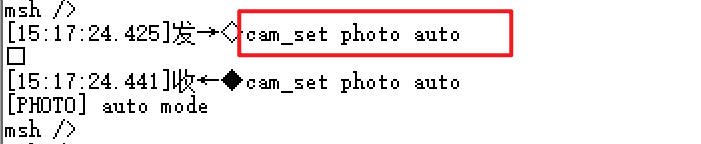 msh />
[15:17:24.425]发→◇cam_set photo auto
□
[15:17:24.441]收←◆cam_set photo auto
[PHOTO] auto mode
msh />